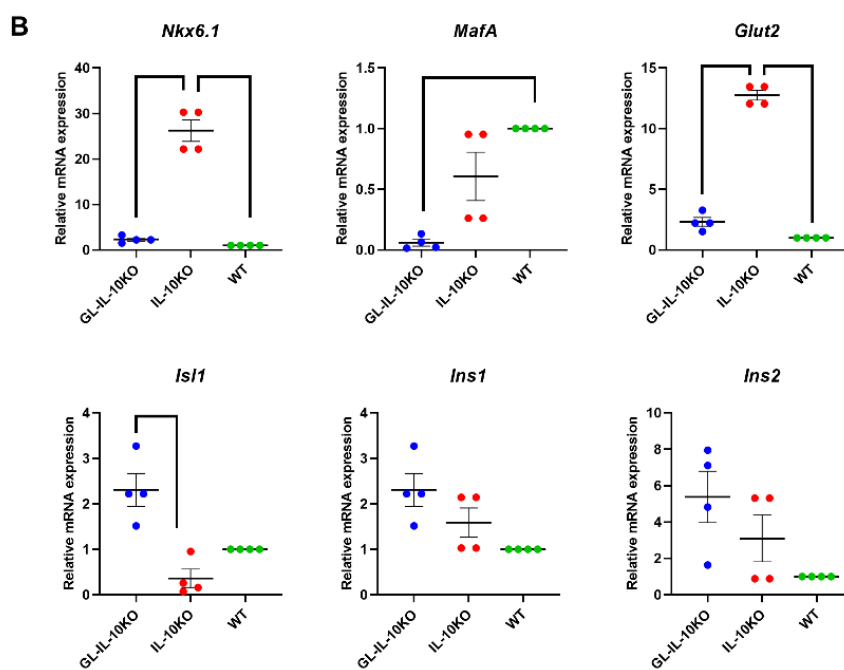 B
Nkx6.1
Relative mRNA expression
40
30
20
10
0
GL-IL-10KO
IL-10KO
WT
MafA
Relative mRNA expression
1.5
1.0
0.5
0.0
GL-IL-10KO
IL-10KO
WT
Glut2
Relative mRNA expression
15
10
5
0
GL-IL-10KO
IL-10KO
WT
Isl1
Relative mRNA expression
4
3
2
1
0
GL-IL-10KO
IL-10KO
WT
Ins1
Relative mRNA expression
4
3
2
1
0
GL-IL-10KO
IL-10KO
WT
Ins2
Relative mRNA expression
10
8
6
4
2
0
GL-IL-10KO
IL-10KO
WT